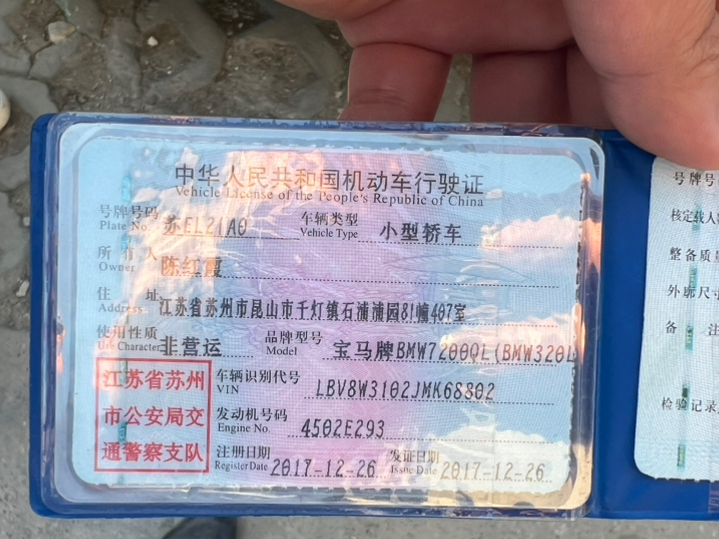 中华人民共和国机动车行驶证
Vehicle License of the People's Republic of China
号牌号码 Plate No. 苏EL21A0 车辆类型 Vehicle Type 小型轿车
所有人 Owner 陈红霞
住址 Address 江苏省苏州市昆山市千灯镇石浦浦园81幢407室
使用性质 Use Character 非营运 品牌型号 Model 宝马牌BMW7200QL(BMW320L
江苏省苏州
市公安局交
通警察支队
车辆识别代号 VIN LBV8W3102JMK68802
发动机号码 Engine No. 4502E293
注册日期 Register Date 2017-12-26 发证日期 Issue Date 2017-12-26
号牌号
核定载人
整备质量
外廓尺寸
备注
检验记录